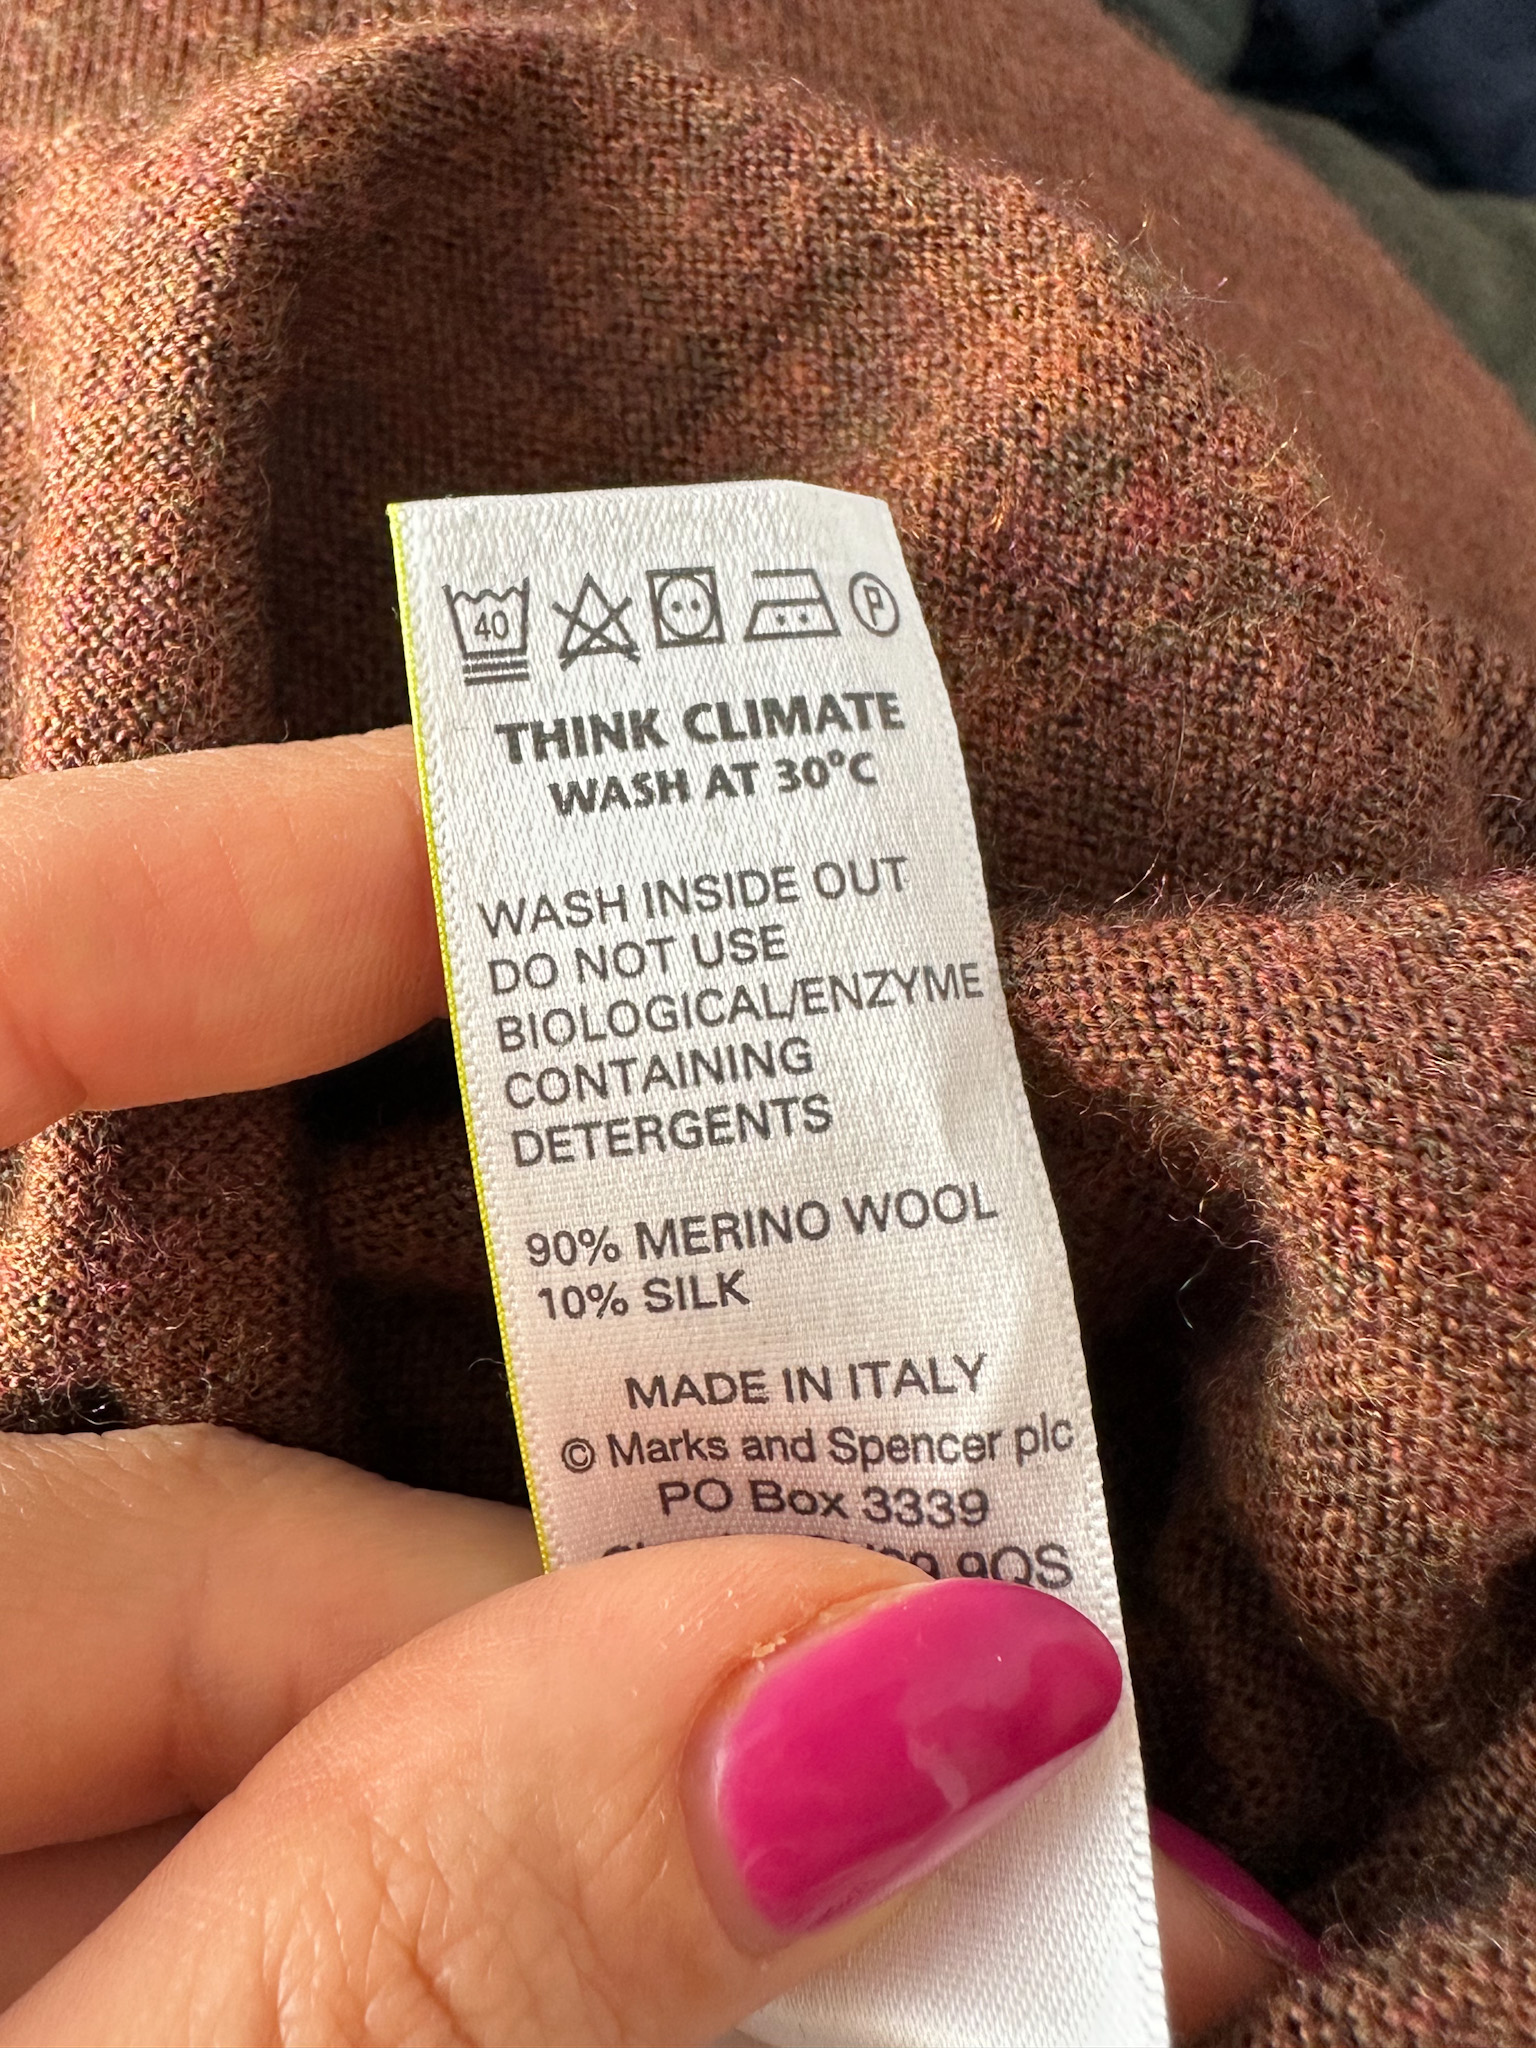 40
P
THINK CLIMATE
WASH AT 30°C
WASH INSIDE OUT
DO NOT USE
BIOLOGICAL/ENZYME
CONTAINING
DETERGENTS
90% MERINO WOOL
10% SILK
MADE IN ITALY
© Marks and Spencer plc
PO Box 3339
9QS